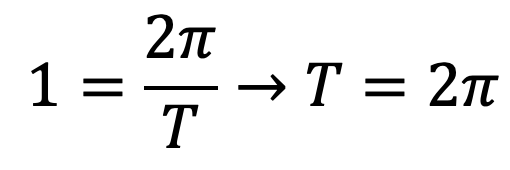 1 = 2π/T → T = 2π